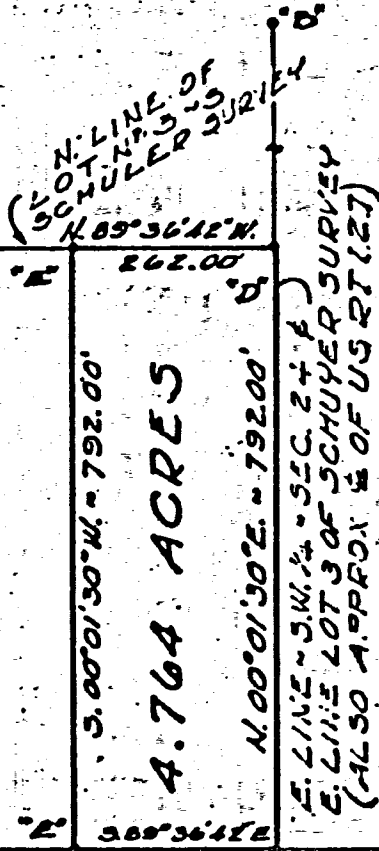 "B"
N. LINE OF
LOT Nº. 3 ~ 
SCHULER SURVEY
N. 89°36'42" W.
262.00'
"E"
"D"
S. 00°01'30" W. = 792.00'
4.764 ACRES
N. 00°01'30" E. = 792.00'
E. LINE ~ S.W. 1/4 = SEC. 24 &
E. LINE LOT 3 OF SCHUYER SURVEY
(ALSO APPROX ℄ OF US RT 127)
"E"
S 89°36'42" E